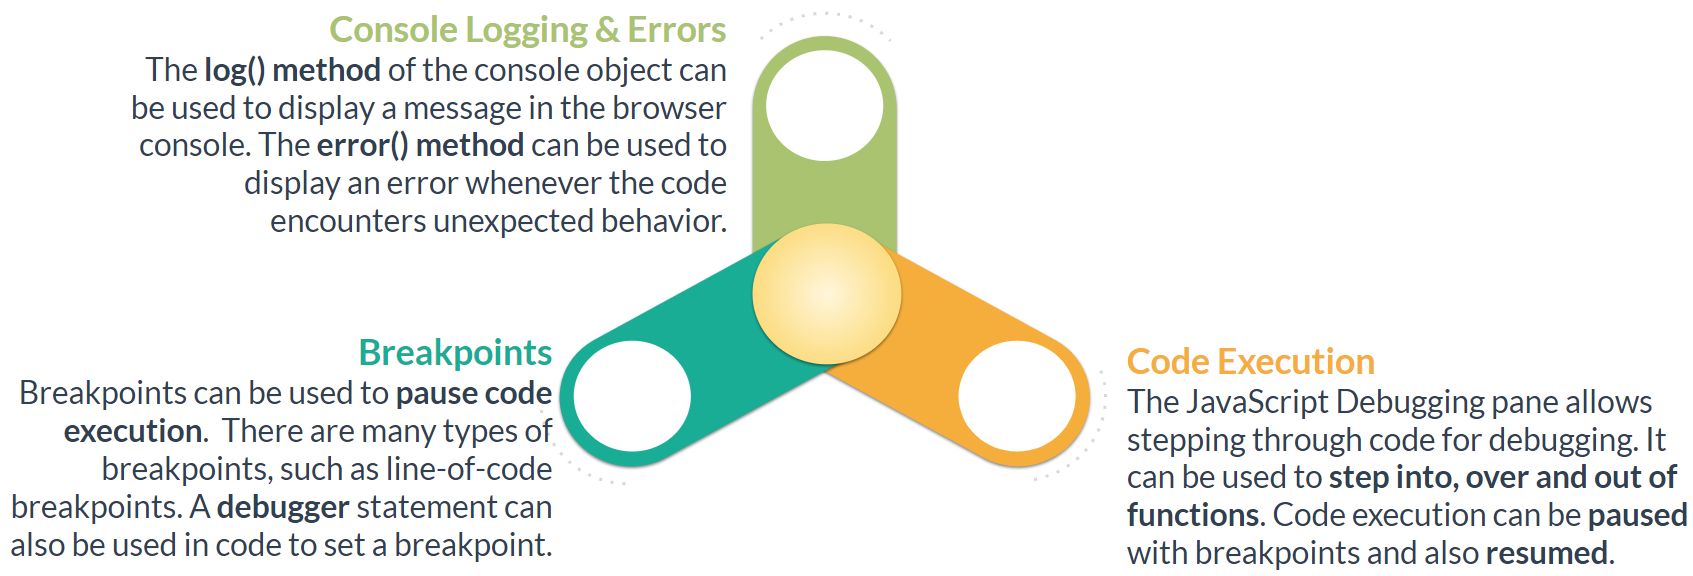 Console Logging & Errors
The log() method of the console object can
be used to display a message in the browser
console. The error() method can be used to
display an error whenever the code
encounters unexpected behavior.
Breakpoints
Breakpoints can be used to pause code
execution.  There are many types of
breakpoints, such as line-of-code
breakpoints. A debugger statement can
also be used in code to set a breakpoint.
Code Execution
The JavaScript Debugging pane allows
stepping through code for debugging. It
can be used to step into, over and out of
functions. Code execution can be paused
with breakpoints and also resumed.